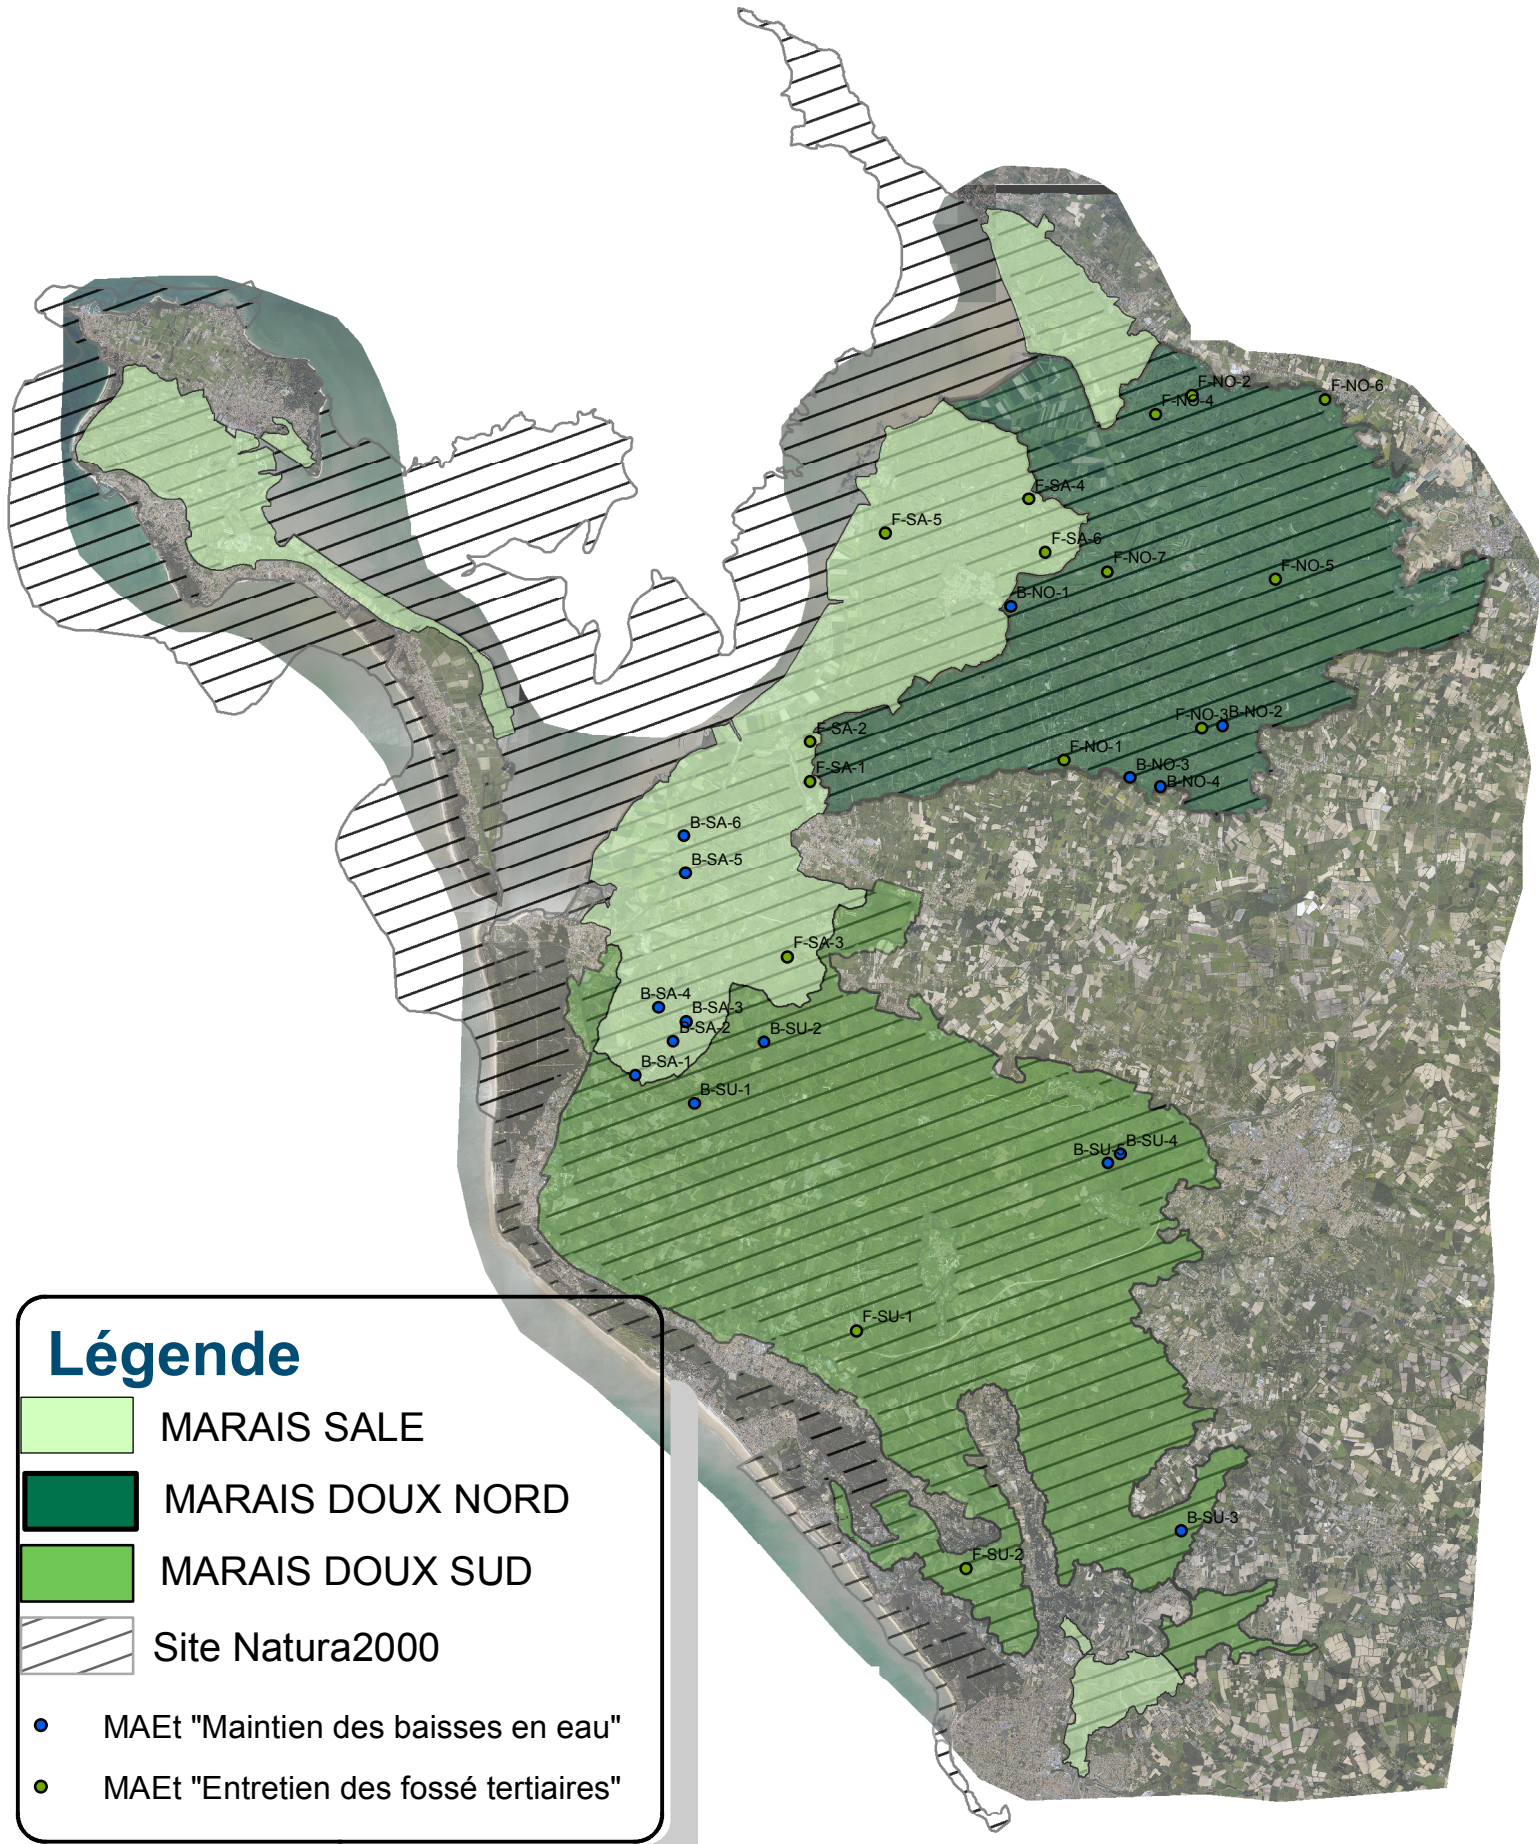 F-NO-2
F-NO-6
F-NO-4
F-SA-4
F-SA-5
F-SA-6
F-NO-7
F-NO-5
B-NO-1
F-NO-3
B-NO-2
F-SA-2
F-NO-1
F-SA-1
B-NO-3
B-NO-4
B-SA-6
B-SA-5
F-SA-3
B-SA-4
B-SA-3
B-SA-2
B-SU-2
B-SA-1
B-SU-1
B-SU-4
B-SU-5
F-SU-1
B-SU-3
F-SU-2
Légende
MARAIS SALE
MARAIS DOUX NORD
MARAIS DOUX SUD
Site Natura2000
MAEt "Maintien des baisses en eau"
MAEt "Entretien des fossé tertiaires"